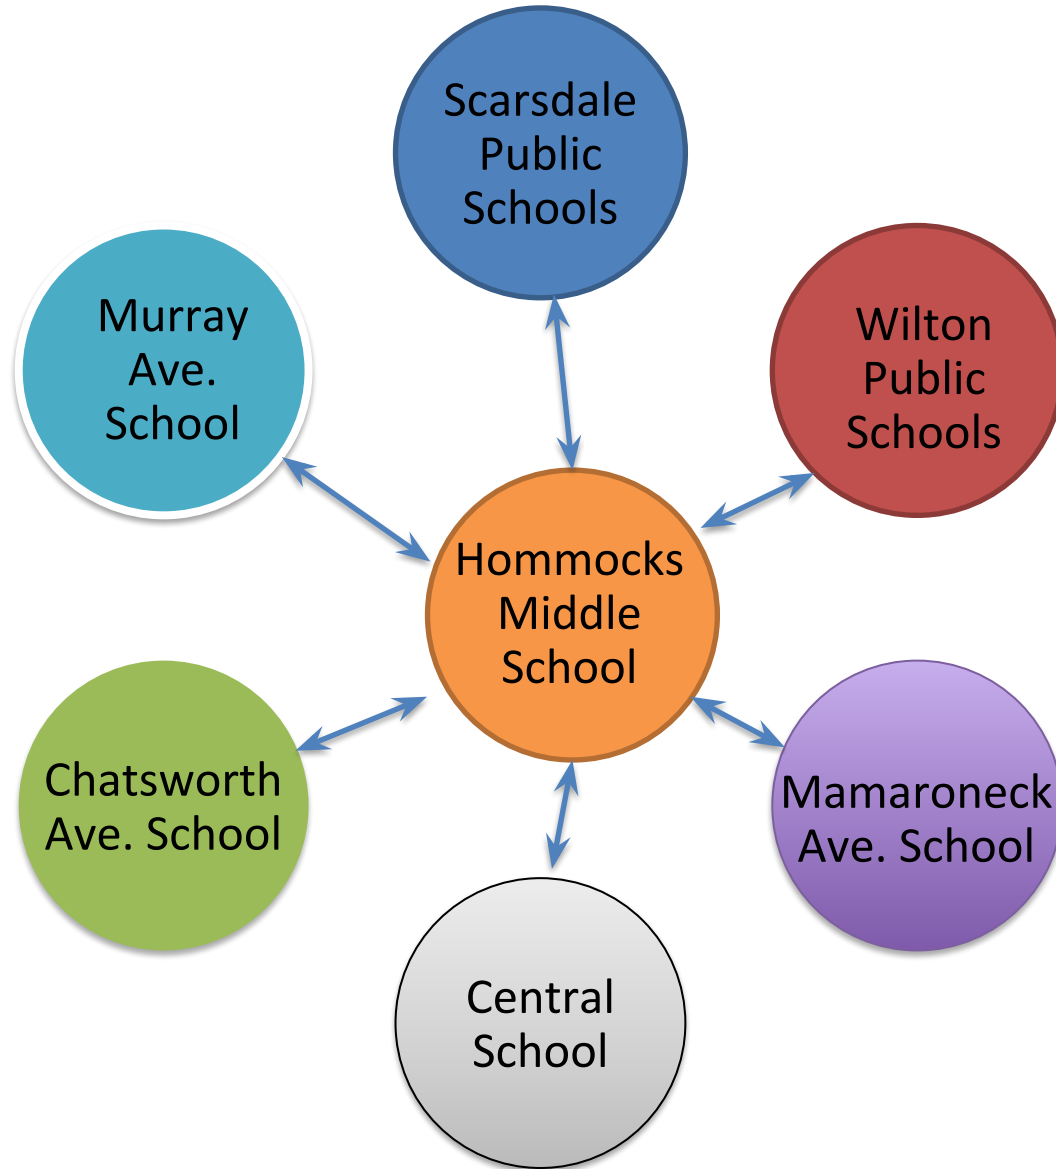 Scarsdale
Public
Schools
Murray
Ave.
School
Wilton
Public
Schools
Hommocks
Middle
School
Chatsworth
Ave. School
Mamaroneck
Ave. School
Central
School